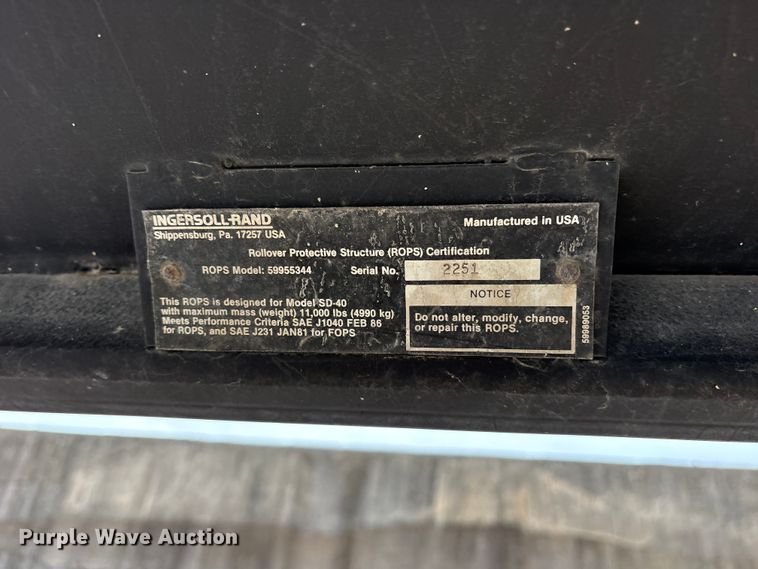 INGERSOLL-RAND
Manufactured in USA
Shippensburg, Pa. 17257 USA
Rollover Protective Structure (ROPS) Certification
ROPS Model: 59955344 Serial No. 2251
NOTICE
This ROPS is designed for Model SD-40
with maximum mass (weight) 11,000 lbs (4990 kg)
Meets Performance Criteria SAE J1040 FEB 86
for ROPS, and SAE J231 JAN81 for FOPS
Do not alter, modify, change,
or repair this ROPS.
59989053
Purple Wave Auction